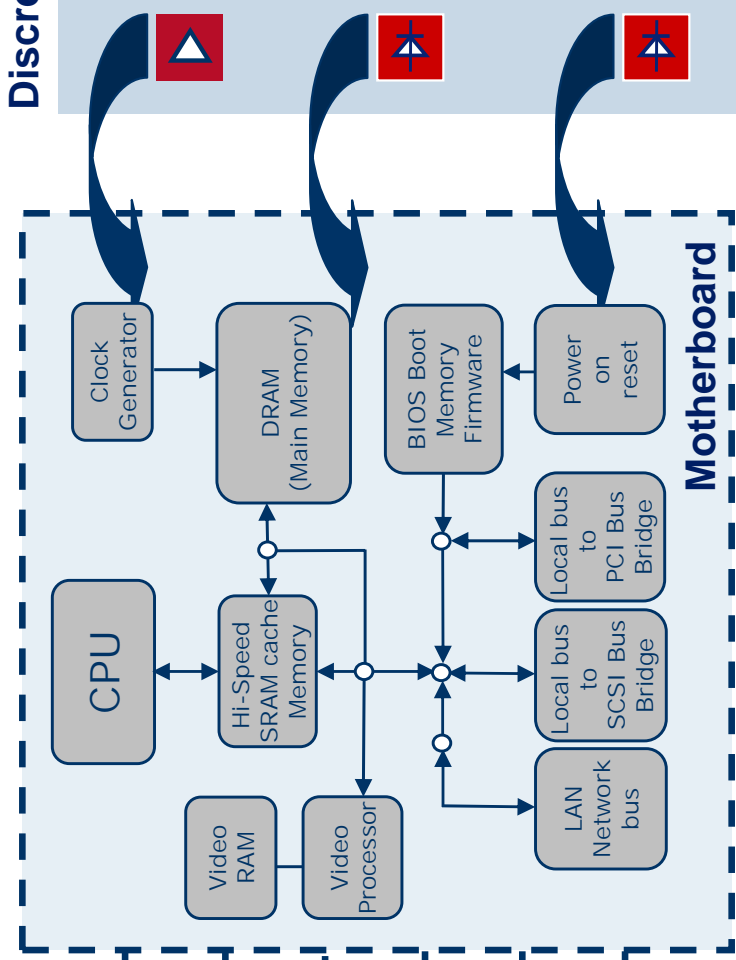 Discre
CPU
Clock
Generator
Video
RAM
Hi-Speed
SRAM cache
Memory
DRAM
(Main Memory)
Video
Processor
BIOS Boot
Memory
Firmware
LAN
Network
bus
Local bus
to
SCSI Bus
Bridge
Local bus
to
PCI Bus
Bridge
Power
on
reset
Motherboard